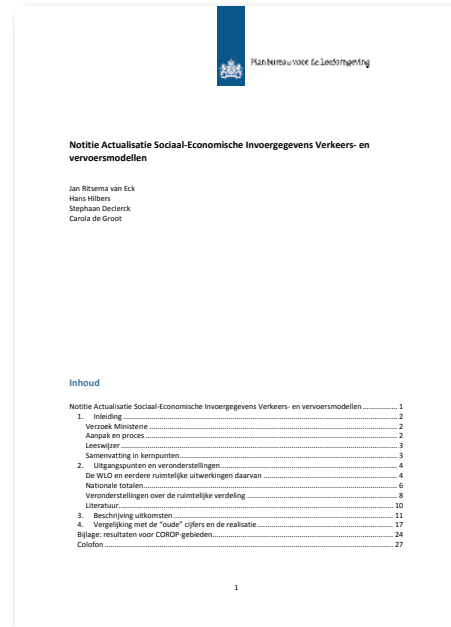 Planbureau voor de Leefomgeving
Notitie Actualisatie Sociaal-Economische Invoergegevens Verkeers- en
vervoersmodellen
Jan Ritsema van Eck
Hans Hilbers
Stephaan Declerck
Carola de Groot
Inhoud
Notitie Actualisatie Sociaal-Economische Invoergegevens Verkeers- en vervoersmodellen ................ 1
1. Inleiding ................ 2
Verzoek Ministerie ................ 2
Aanpak en proces ................ 2
Leeswijzer ................ 3
Samenvatting in kernpunten ................ 3
2. Uitgangspunten en veronderstellingen ................ 4
De WLO en eerdere ruimtelijke uitwerkingen daarvan ................ 4
Nationale totalen ................ 6
Veronderstellingen over de ruimtelijke verdeling ................ 8
Literatuur ................ 10
3. Beschrijving uitkomsten ................ 11
4. Vergelijking met de "oude" cijfers en de realisatie ................ 17
Bijlage: resultaten voor COROP-gebieden ................ 24
Colofon ................ 27
1